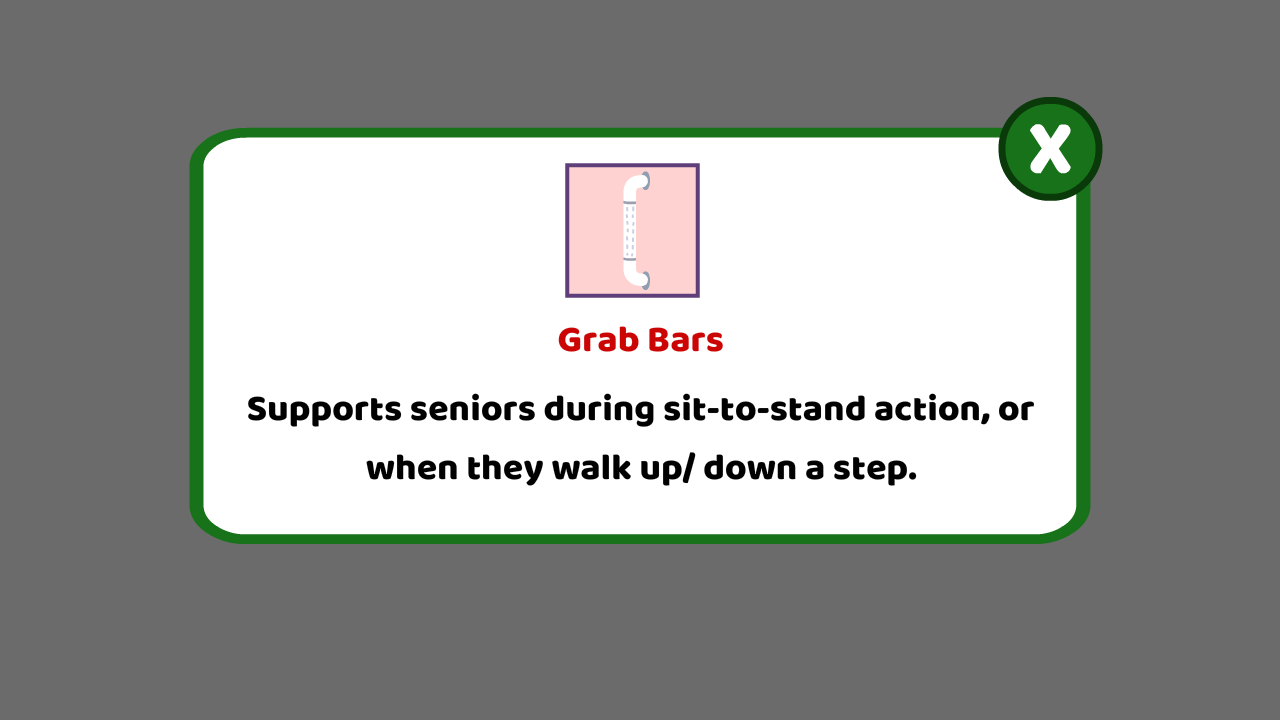 X
Grab Bars
Supports seniors during sit-to-stand action, or
when they walk up/ down a step.